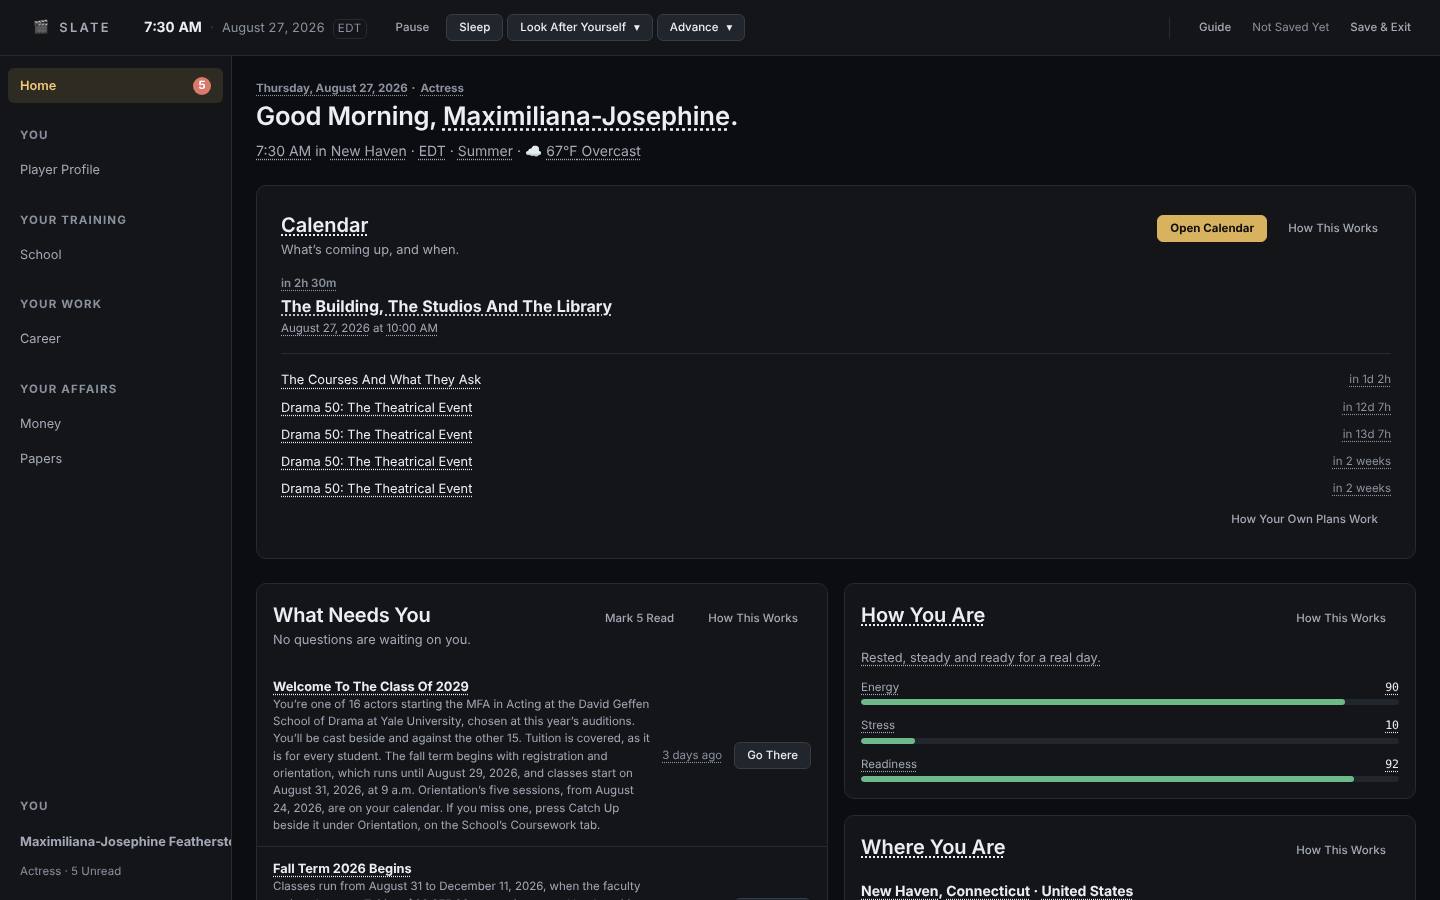 SLATE
7:30 AM · August 27, 2026 EDT
Pause
Sleep
Look After Yourself ▾
Advance ▾
Guide
Not Saved Yet
Save & Exit
Home
5
YOU
Player Profile
YOUR TRAINING
School
YOUR WORK
Career
YOUR AFFAIRS
Money
Papers
YOU
Maximiliana-Josephine Featherst
Actress · 5 Unread
Thursday, August 27, 2026 · Actress
Good Morning, Maximiliana-Josephine.
7:30 AM in New Haven · EDT · Summer · ☁️ 67°F Overcast
Calendar
Open Calendar
How This Works
What's coming up, and when.
in 2h 30m
The Building, The Studios And The Library
August 27, 2026 at 10:00 AM
The Courses And What They Ask in 1d 2h
Drama 50: The Theatrical Event in 12d 7h
Drama 50: The Theatrical Event in 13d 7h
Drama 50: The Theatrical Event in 2 weeks
Drama 50: The Theatrical Event in 2 weeks
How Your Own Plans Work
What Needs You
Mark 5 Read
How This Works
No questions are waiting on you.
Welcome To The Class Of 2029
You're one of 16 actors starting the MFA in Acting at the David Geffen
School of Drama at Yale University, chosen at this year's auditions.
You'll be cast beside and against the other 15. Tuition is covered, as it
is for every student. The fall term begins with registration and
orientation, which runs until August 29, 2026, and classes start on
August 31, 2026, at 9 a.m. Orientation's five sessions, from August
24, 2026, are on your calendar. If you miss one, press Catch Up
beside it under Orientation, on the School's Coursework tab.
3 days ago
Go There
Fall Term 2026 Begins
Classes run from August 31 to December 11, 2026, when the faculty
How You Are
How This Works
Rested, steady and ready for a real day.
Energy 90
Stress 10
Readiness 92
Where You Are
How This Works
New Haven, Connecticut · United States